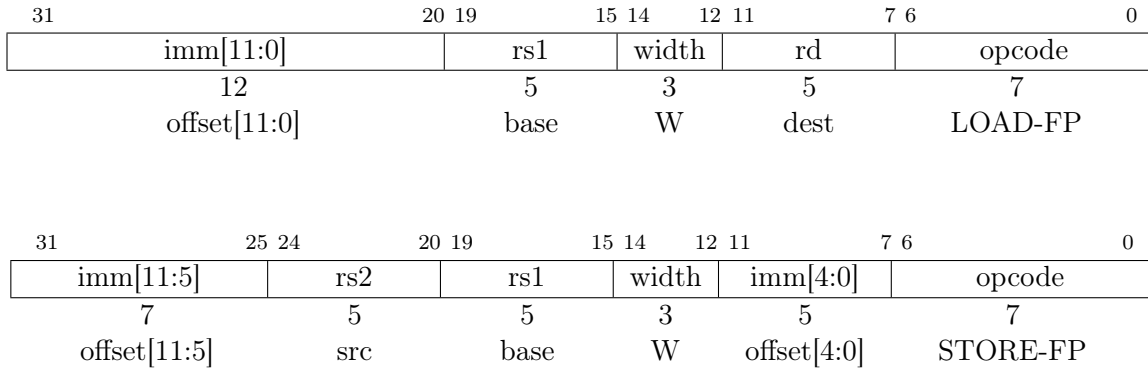 31 20 19 15 14 12 11 7 6 0
imm[11:0] rs1 width rd opcode
12 5 3 5 7
offset[11:0] base W dest LOAD-FP
31 25 24 20 19 15 14 12 11 7 6 0
imm[11:5] rs2 rs1 width imm[4:0] opcode
7 5 5 3 5 7
offset[11:5] src base W offset[4:0] STORE-FP